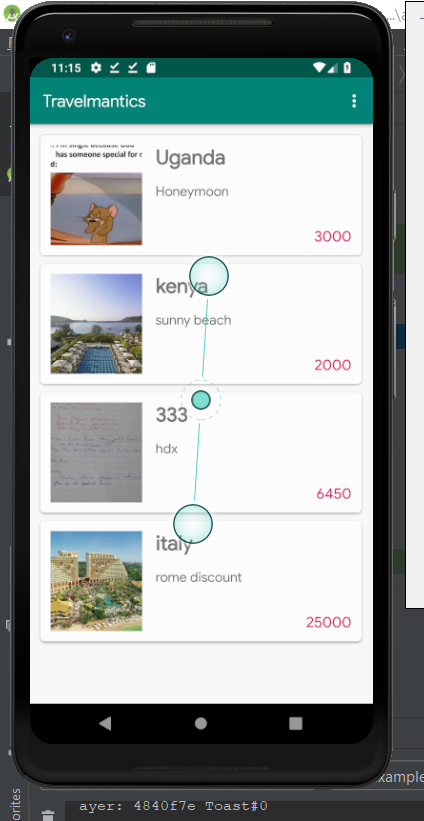 11:15
Travelmantics
has someone special for
d:
Uganda
Honeymoon
3000
kenya
sunny beach
2000
333
hdx
6450
italy
rome discount
25000
orites
xample
ayer: 4840f7e Toast#0